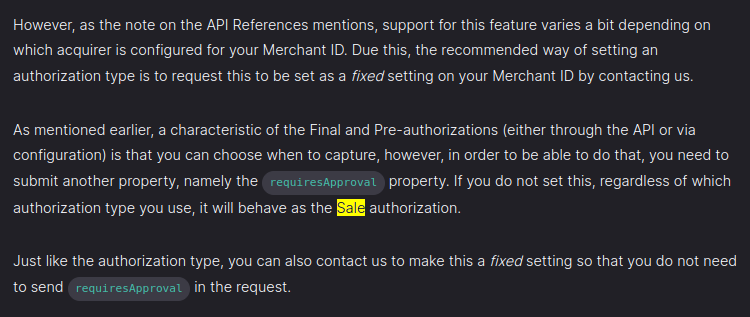 However, as the note on the API References mentions, support for this feature varies a bit depending on
which acquirer is configured for your Merchant ID. Due this, the recommended way of setting an
authorization type is to request this to be set as a fixed setting on your Merchant ID by contacting us.
As mentioned earlier, a characteristic of the Final and Pre-authorizations (either through the API or via
configuration) is that you can choose when to capture, however, in order to be able to do that, you need to
submit another property, namely the requiresApproval property. If you do not set this, regardless of which
authorization type you use, it will behave as the Sale authorization.
Just like the authorization type, you can also contact us to make this a fixed setting so that you do not need
to send requiresApproval in the request.